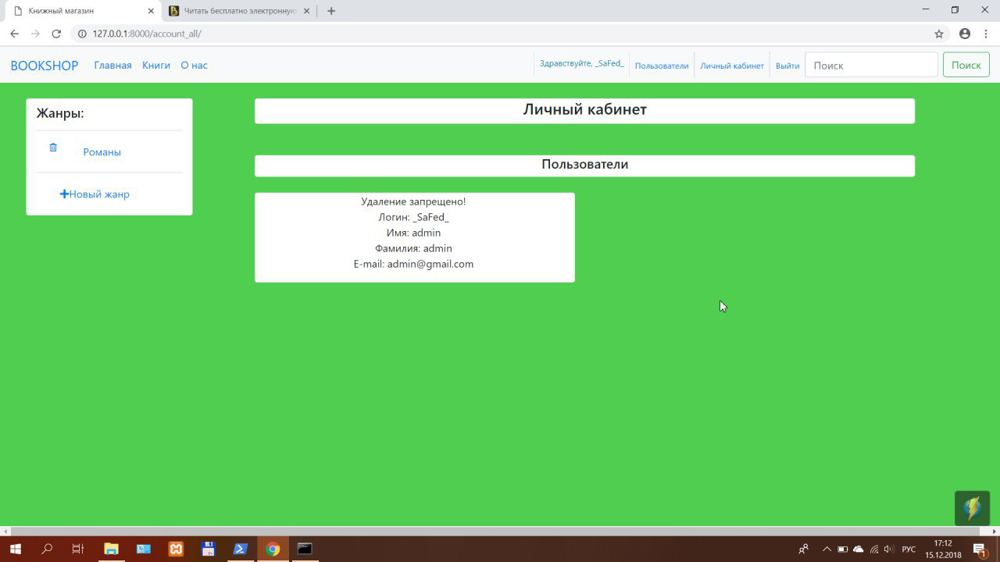 Книжный магазин
Читать бесплатно электронную
127.0.0.1:8000/account_all/
BOOKSHOP Главная Книги О нас Здравствуйте, _SaFed_ Пользователи Личный кабинет Выйти Поиск Поиск
Жанры:
Романы
Новый жанр
Личный кабинет
Пользователи
Удаление запрещено!
Логин: _SaFed_
Имя: admin
Фамилия: admin
E-mail: admin@gmail.com
РУС
17:12
15.12.2018
1